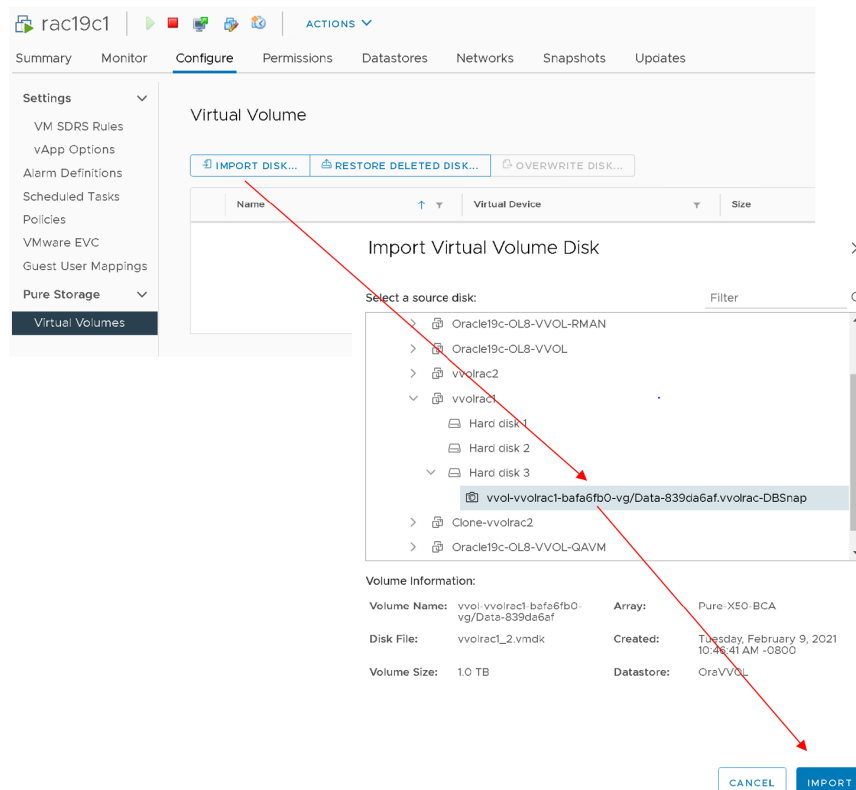 rac19c1 ACTIONS
Summary Monitor Configure Permissions Datastores Networks Snapshots Updates
Settings
VM SDRS Rules
vApp Options
Alarm Definitions
Scheduled Tasks
Policies
VMware EVC
Guest User Mappings
Pure Storage
Virtual Volumes
Virtual Volume
IMPORT DISK... RESTORE DELETED DISK... OVERWRITE DISK...
Name Virtual Device Size
Import Virtual Volume Disk
Select a source disk: Filter
Oracle19c-OL8-VVOL-RMAN
Oracle19c-OL8-VVOL
vvolrac2
vvolrac1
Hard disk 1
Hard disk 2
Hard disk 3
vvol-vvolrac1-bafa6fb0-vg/Data-839da6af.vvolrac-DBSnap
Clone-vvolrac2
Oracle19c-OL8-VVOL-QAVM
Volume Information:
Volume Name: vvol-vvolrac1-bafa6fb0- Array: Pure-X50-BCA
vg/Data-839da6af
Disk File: vvolrac1_2.vmdk Created: Tuesday, February 9, 2021
10:46:41 AM -0800
Volume Size: 1.0 TB Datastore: OraVVOL
CANCEL IMPORT